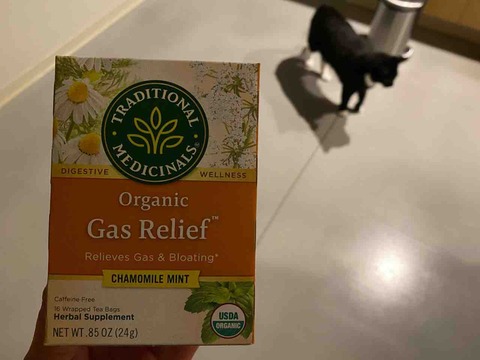 TRADITIONAL
MEDICINALS®
DIGESTIVE WELLNESS
Organic
Gas Relief™
Relieves Gas & Bloating*
CHAMOMILE MINT
Caffeine Free
16 Wrapped Tea Bags
Herbal Supplement
NET WT .85 OZ (24g)
USDA
ORGANIC